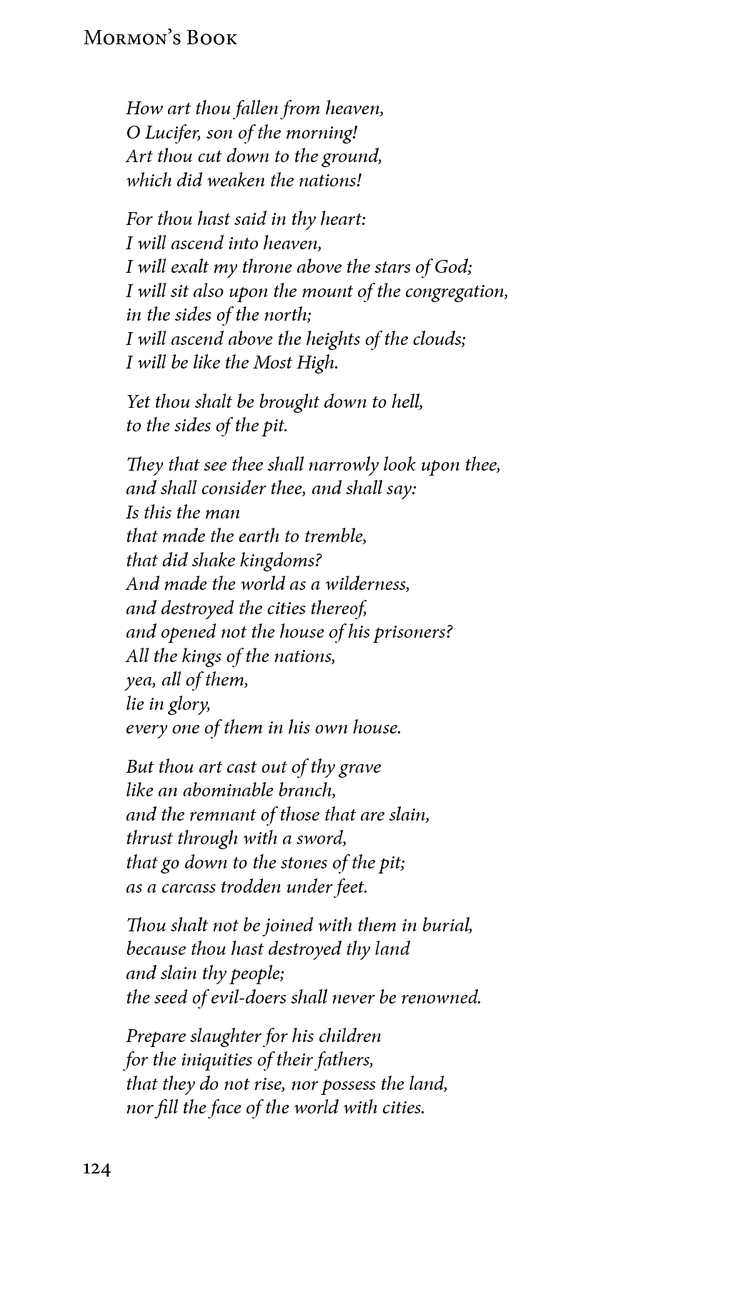 Mormon's Book
How art thou fallen from heaven,
O Lucifer, son of the morning!
Art thou cut down to the ground,
which did weaken the nations!
For thou hast said in thy heart:
I will ascend into heaven,
I will exalt my throne above the stars of God;
I will sit also upon the mount of the congregation,
in the sides of the north;
I will ascend above the heights of the clouds;
I will be like the Most High.
Yet thou shalt be brought down to hell,
to the sides of the pit.
They that see thee shall narrowly look upon thee,
and shall consider thee, and shall say:
Is this the man
that made the earth to tremble,
that did shake kingdoms?
And made the world as a wilderness,
and destroyed the cities thereof,
and opened not the house of his prisoners?
All the kings of the nations,
yea, all of them,
lie in glory,
every one of them in his own house.
But thou art cast out of thy grave
like an abominable branch,
and the remnant of those that are slain,
thrust through with a sword,
that go down to the stones of the pit;
as a carcass trodden under feet.
Thou shalt not be joined with them in burial,
because thou hast destroyed thy land
and slain thy people;
the seed of evil-doers shall never be renowned.
Prepare slaughter for his children
for the iniquities of their fathers,
that they do not rise, nor possess the land,
nor fill the face of the world with cities.
124